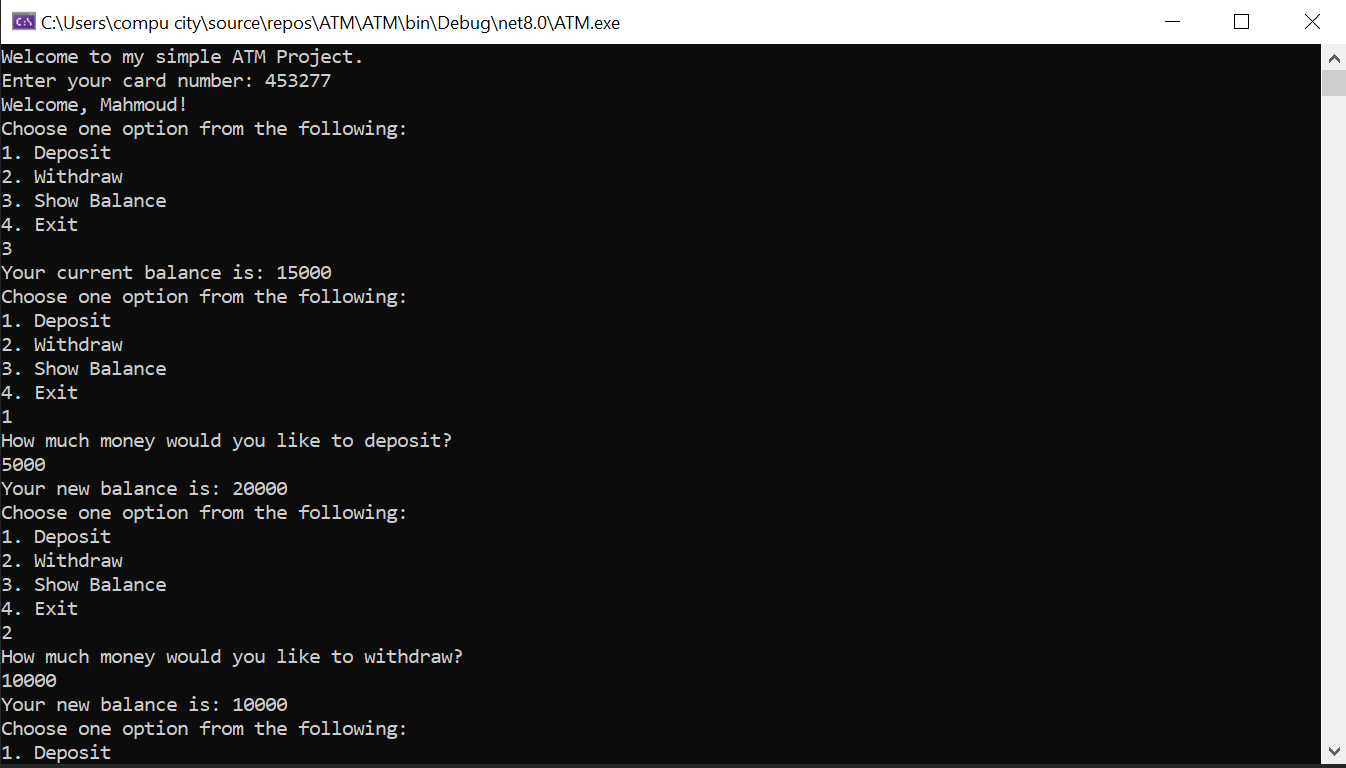 C:\Users\compu city\source\repos\ATM\ATM\bin\Debug\net8.0\ATM.exe
Welcome to my simple ATM Project.
Enter your card number: 453277
Welcome, Mahmoud!
Choose one option from the following:
1. Deposit
2. Withdraw
3. Show Balance
4. Exit
3
Your current balance is: 15000
Choose one option from the following:
1. Deposit
2. Withdraw
3. Show Balance
4. Exit
1
How much money would you like to deposit?
5000
Your new balance is: 20000
Choose one option from the following:
1. Deposit
2. Withdraw
3. Show Balance
4. Exit
2
How much money would you like to withdraw?
10000
Your new balance is: 10000
Choose one option from the following:
1. Deposit